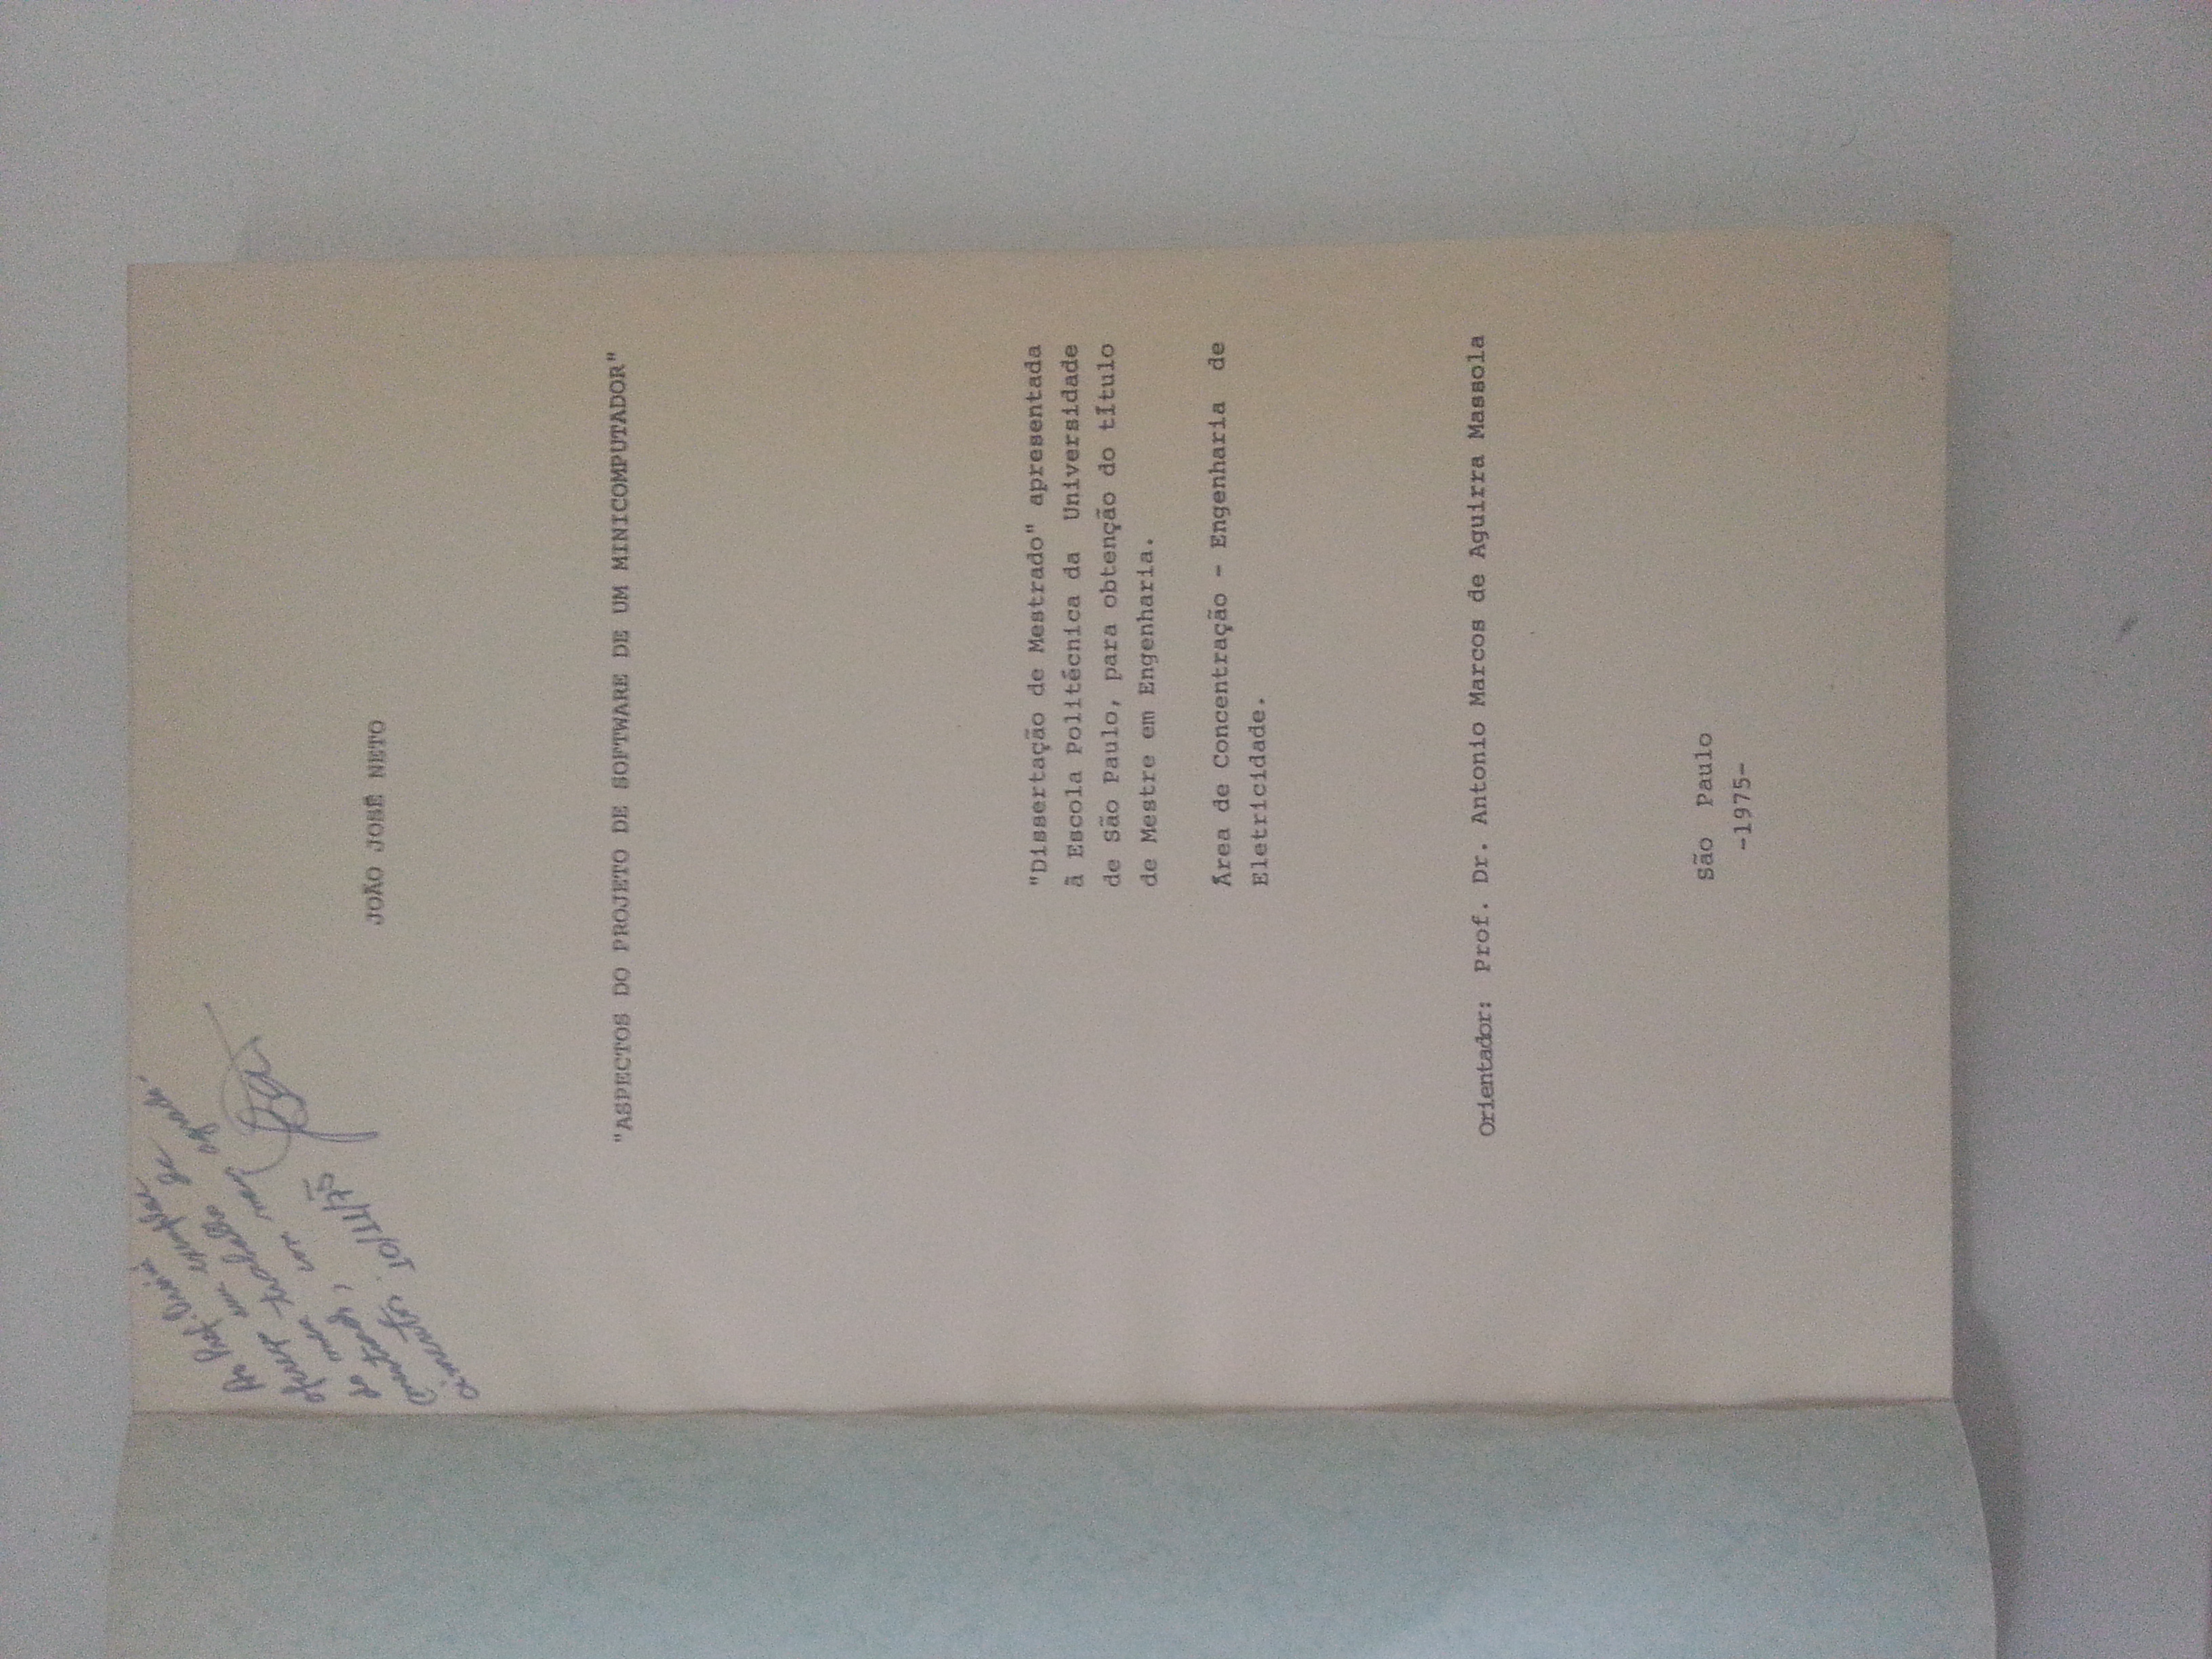 Ao Prof.
ofereço um exemplar
do meu trabalho de
mestrado, com meus agrade-
cimentos.
10/11/75
JOÃO JOSÉ NETO
"ASPECTOS DO PROJETO DE SOFTWARE DE UM MINICOMPUTADOR"
"Dissertação de Mestrado" apresentada
à Escola Politécnica da Universidade
de São Paulo, para obtenção do título
de Mestre em Engenharia.
Área de Concentração - Engenharia de
Eletricidade.
Orientador: Prof. Dr. Antonio Marcos de Aguirra Massola
São Paulo
-1975-